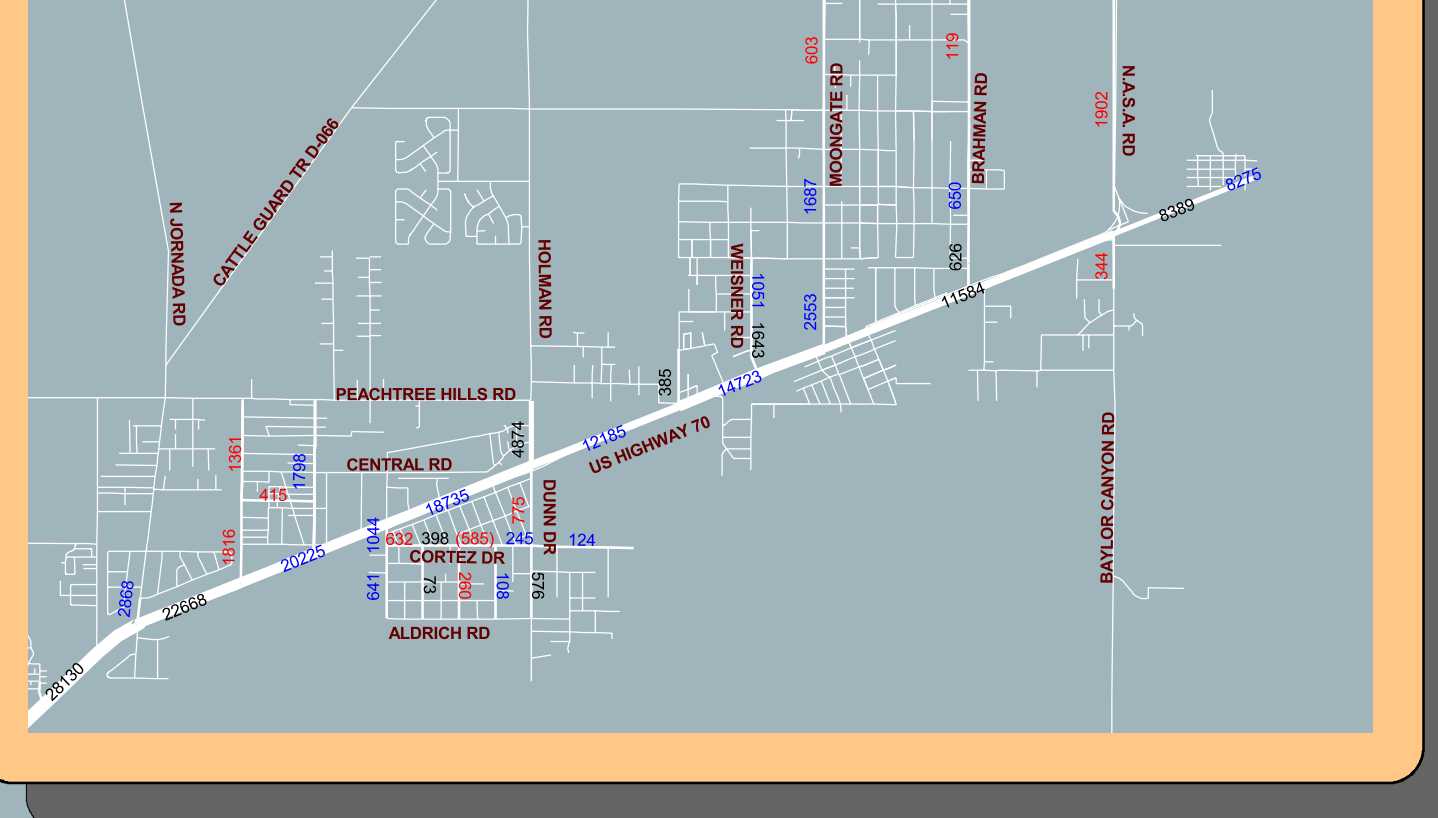 603
119
MOONGATE RD
BRAHMAN RD
N.A.S.A. RD
1902
CATTLE GUARD TR D-066
N JORNADA RD
1687
650
8275
8389
HOLMAN RD
WEISNER RD
1051
1643
2553
626
344
11584
385
14723
PEACHTREE HILLS RD
12185
US HIGHWAY 70
4874
1361
1798
CENTRAL RD
415
18735
775
DUNN DR
BAYLOR CANYON RD
1816
20225
1044
632
398
(585)
245
124
CORTEZ DR
2868
22668
641
73
260
108
576
ALDRICH RD
28130